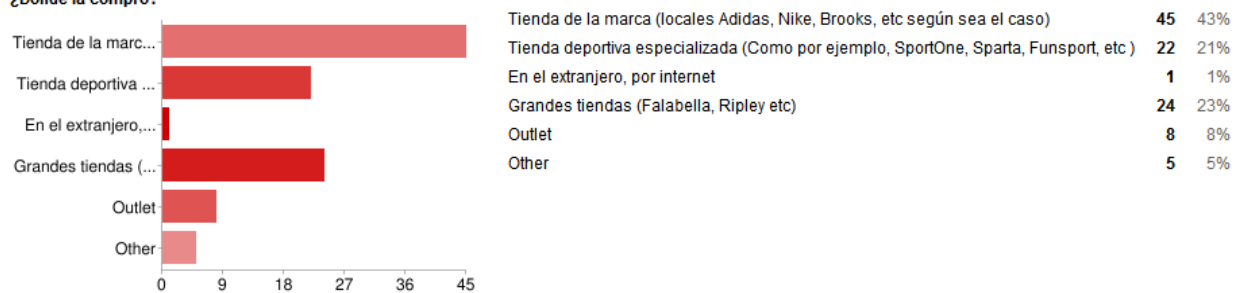 ¿Dónde la compró?
Tienda de la marc...
Tienda deportiva ...
En el extranjero,...
Grandes tiendas (...
Outlet
Other
0 9 18 27 36 45
Tienda de la marca (locales Adidas, Nike, Brooks, etc según sea el caso) 45 43%
Tienda deportiva especializada (Como por ejemplo, SportOne, Sparta, Funsport, etc ) 22 21%
En el extranjero, por internet 1 1%
Grandes tiendas (Falabella, Ripley etc) 24 23%
Outlet 8 8%
Other 5 5%